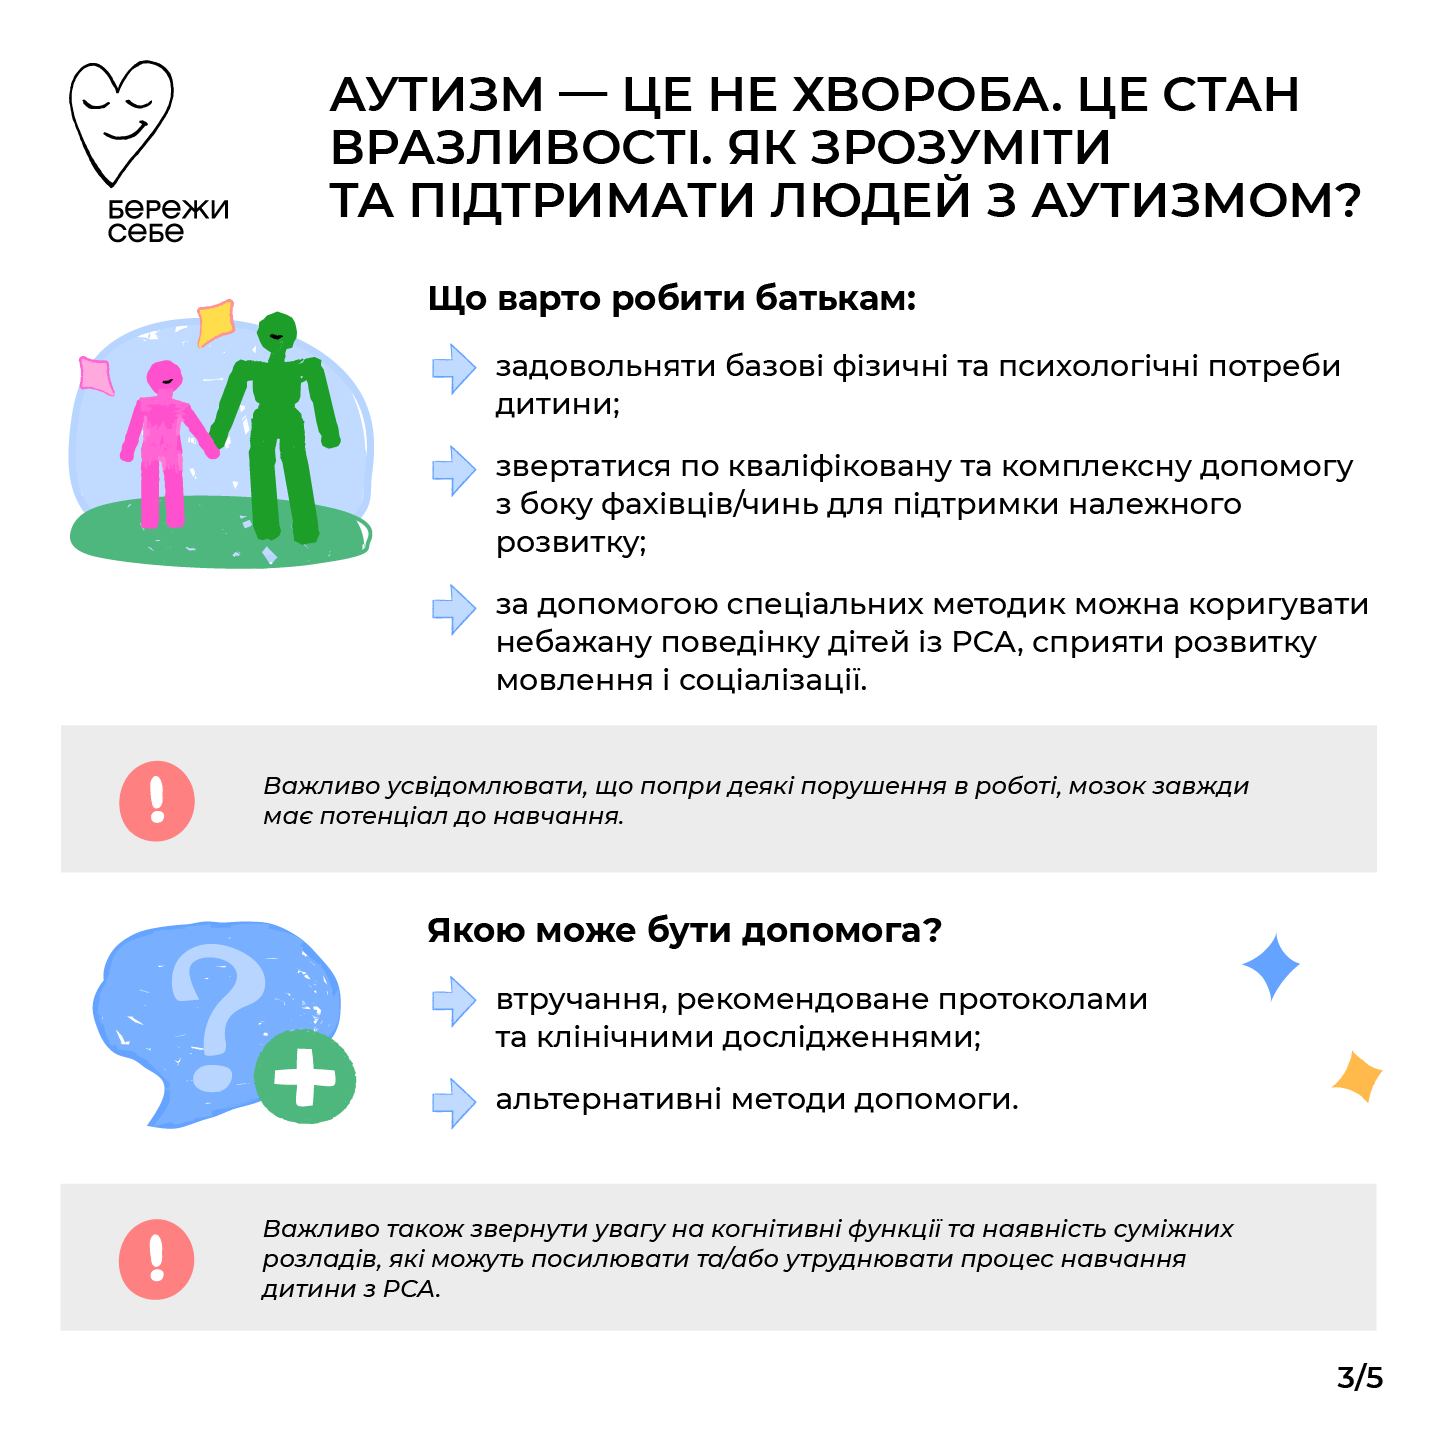 БЕРЕЖИ
СЕБЕ
АУТИЗМ — ЦЕ НЕ ХВОРОБА. ЦЕ СТАН
ВРАЗЛИВОСТІ. ЯК ЗРОЗУМІТИ
ТА ПІДТРИМАТИ ЛЮДЕЙ З АУТИЗМОМ?
Що варто робити батькам:
задовольняти базові фізичні та психологічні потреби
дитини;
звертатися по кваліфіковану та комплексну допомогу
з боку фахівців/чинь для підтримки належного
розвитку;
за допомогою спеціальних методик можна коригувати
небажану поведінку дітей із РСА, сприяти розвитку
мовлення і соціалізації.
Важливо усвідомлювати, що попри деякі порушення в роботі, мозок завжди
має потенціал до навчання.
Якою може бути допомога?
втручання, рекомендоване протоколами
та клінічними дослідженнями;
альтернативні методи допомоги.
Важливо також звернути увагу на когнітивні функції та наявність суміжних
розладів, які можуть посилювати та/або утруднювати процес навчання
дитини з РСА.
3/5